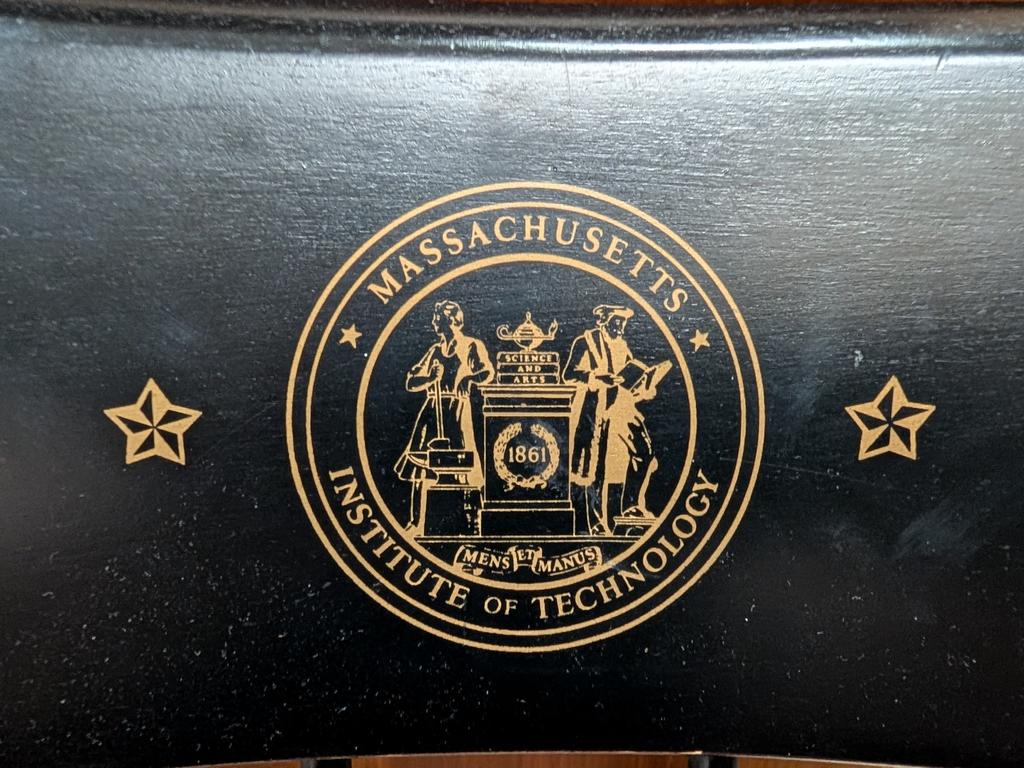 MASSACHUSETTS
SCIENCE
AND
ARTS
1861
MENS ET MANUS
INSTITUTE OF TECHNOLOGY